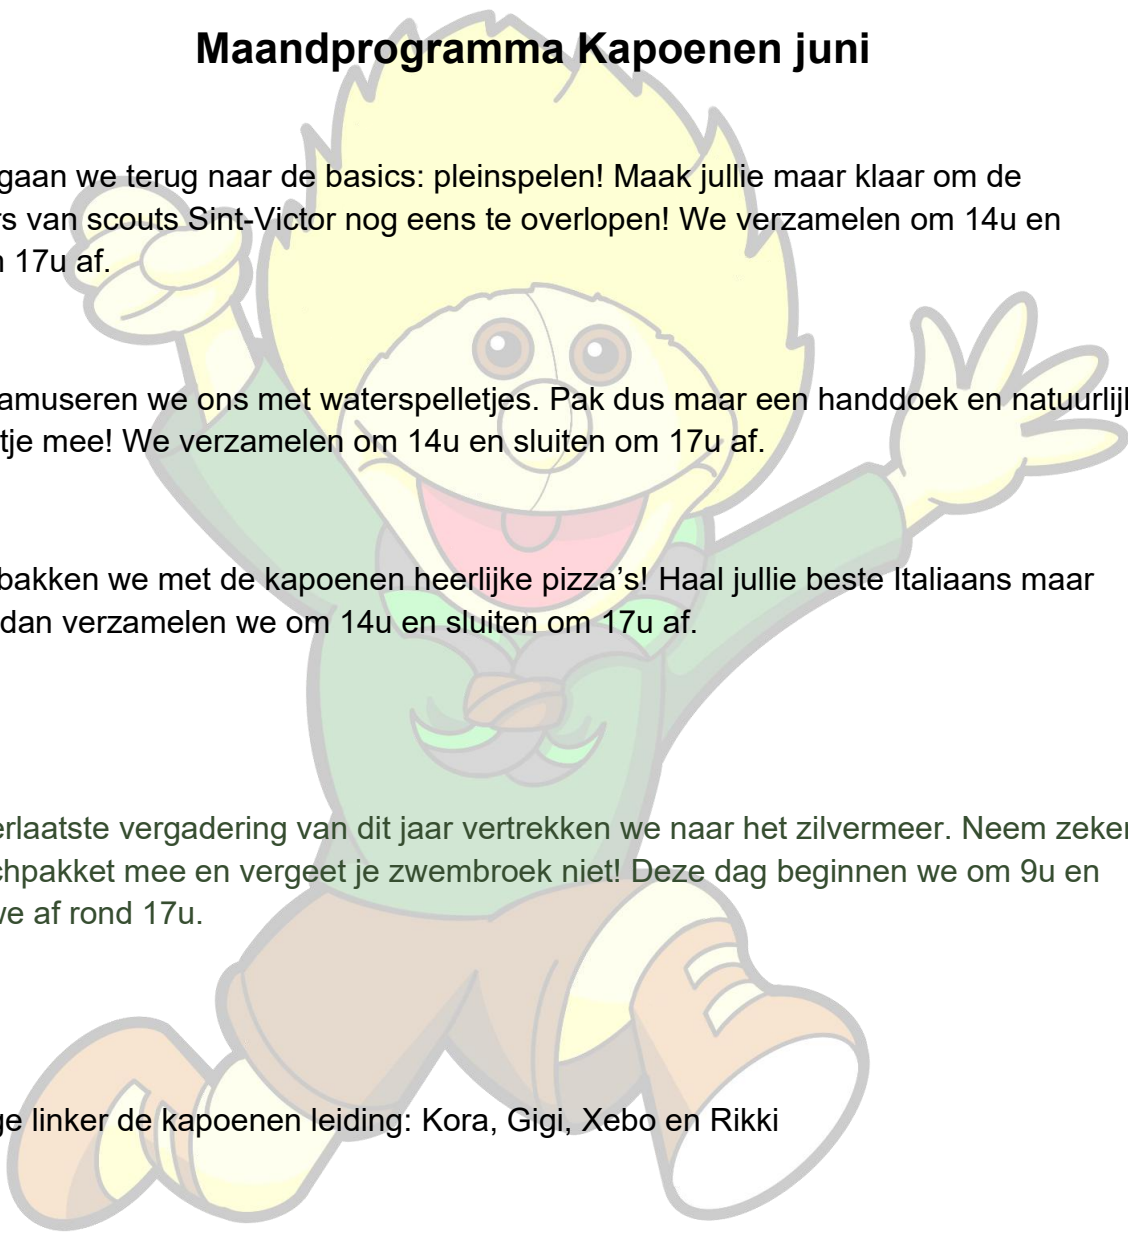 Maandprogramma Kapoenen juni
gaan we terug naar de basics: pleinspelen! Maak jullie maar klaar om de
rs van scouts Sint-Victor nog eens te overlopen! We verzamelen om 14u en
17u af.
amuseren we ons met waterspelletjes. Pak dus maar een handdoek en natuurlijk
tje mee! We verzamelen om 14u en sluiten om 17u af.
bakken we met de kapoenen heerlijke pizza’s! Haal jullie beste Italiaans maar
dan verzamelen we om 14u en sluiten om 17u af.
erlaatste vergadering van dit jaar vertrekken we naar het zilvermeer. Neem zeker
chpakket mee en vergeet je zwembroek niet! Deze dag beginnen we om 9u en
we af rond 17u.
ge linker de kapoenen leiding: Kora, Gigi, Xebo en Rikki